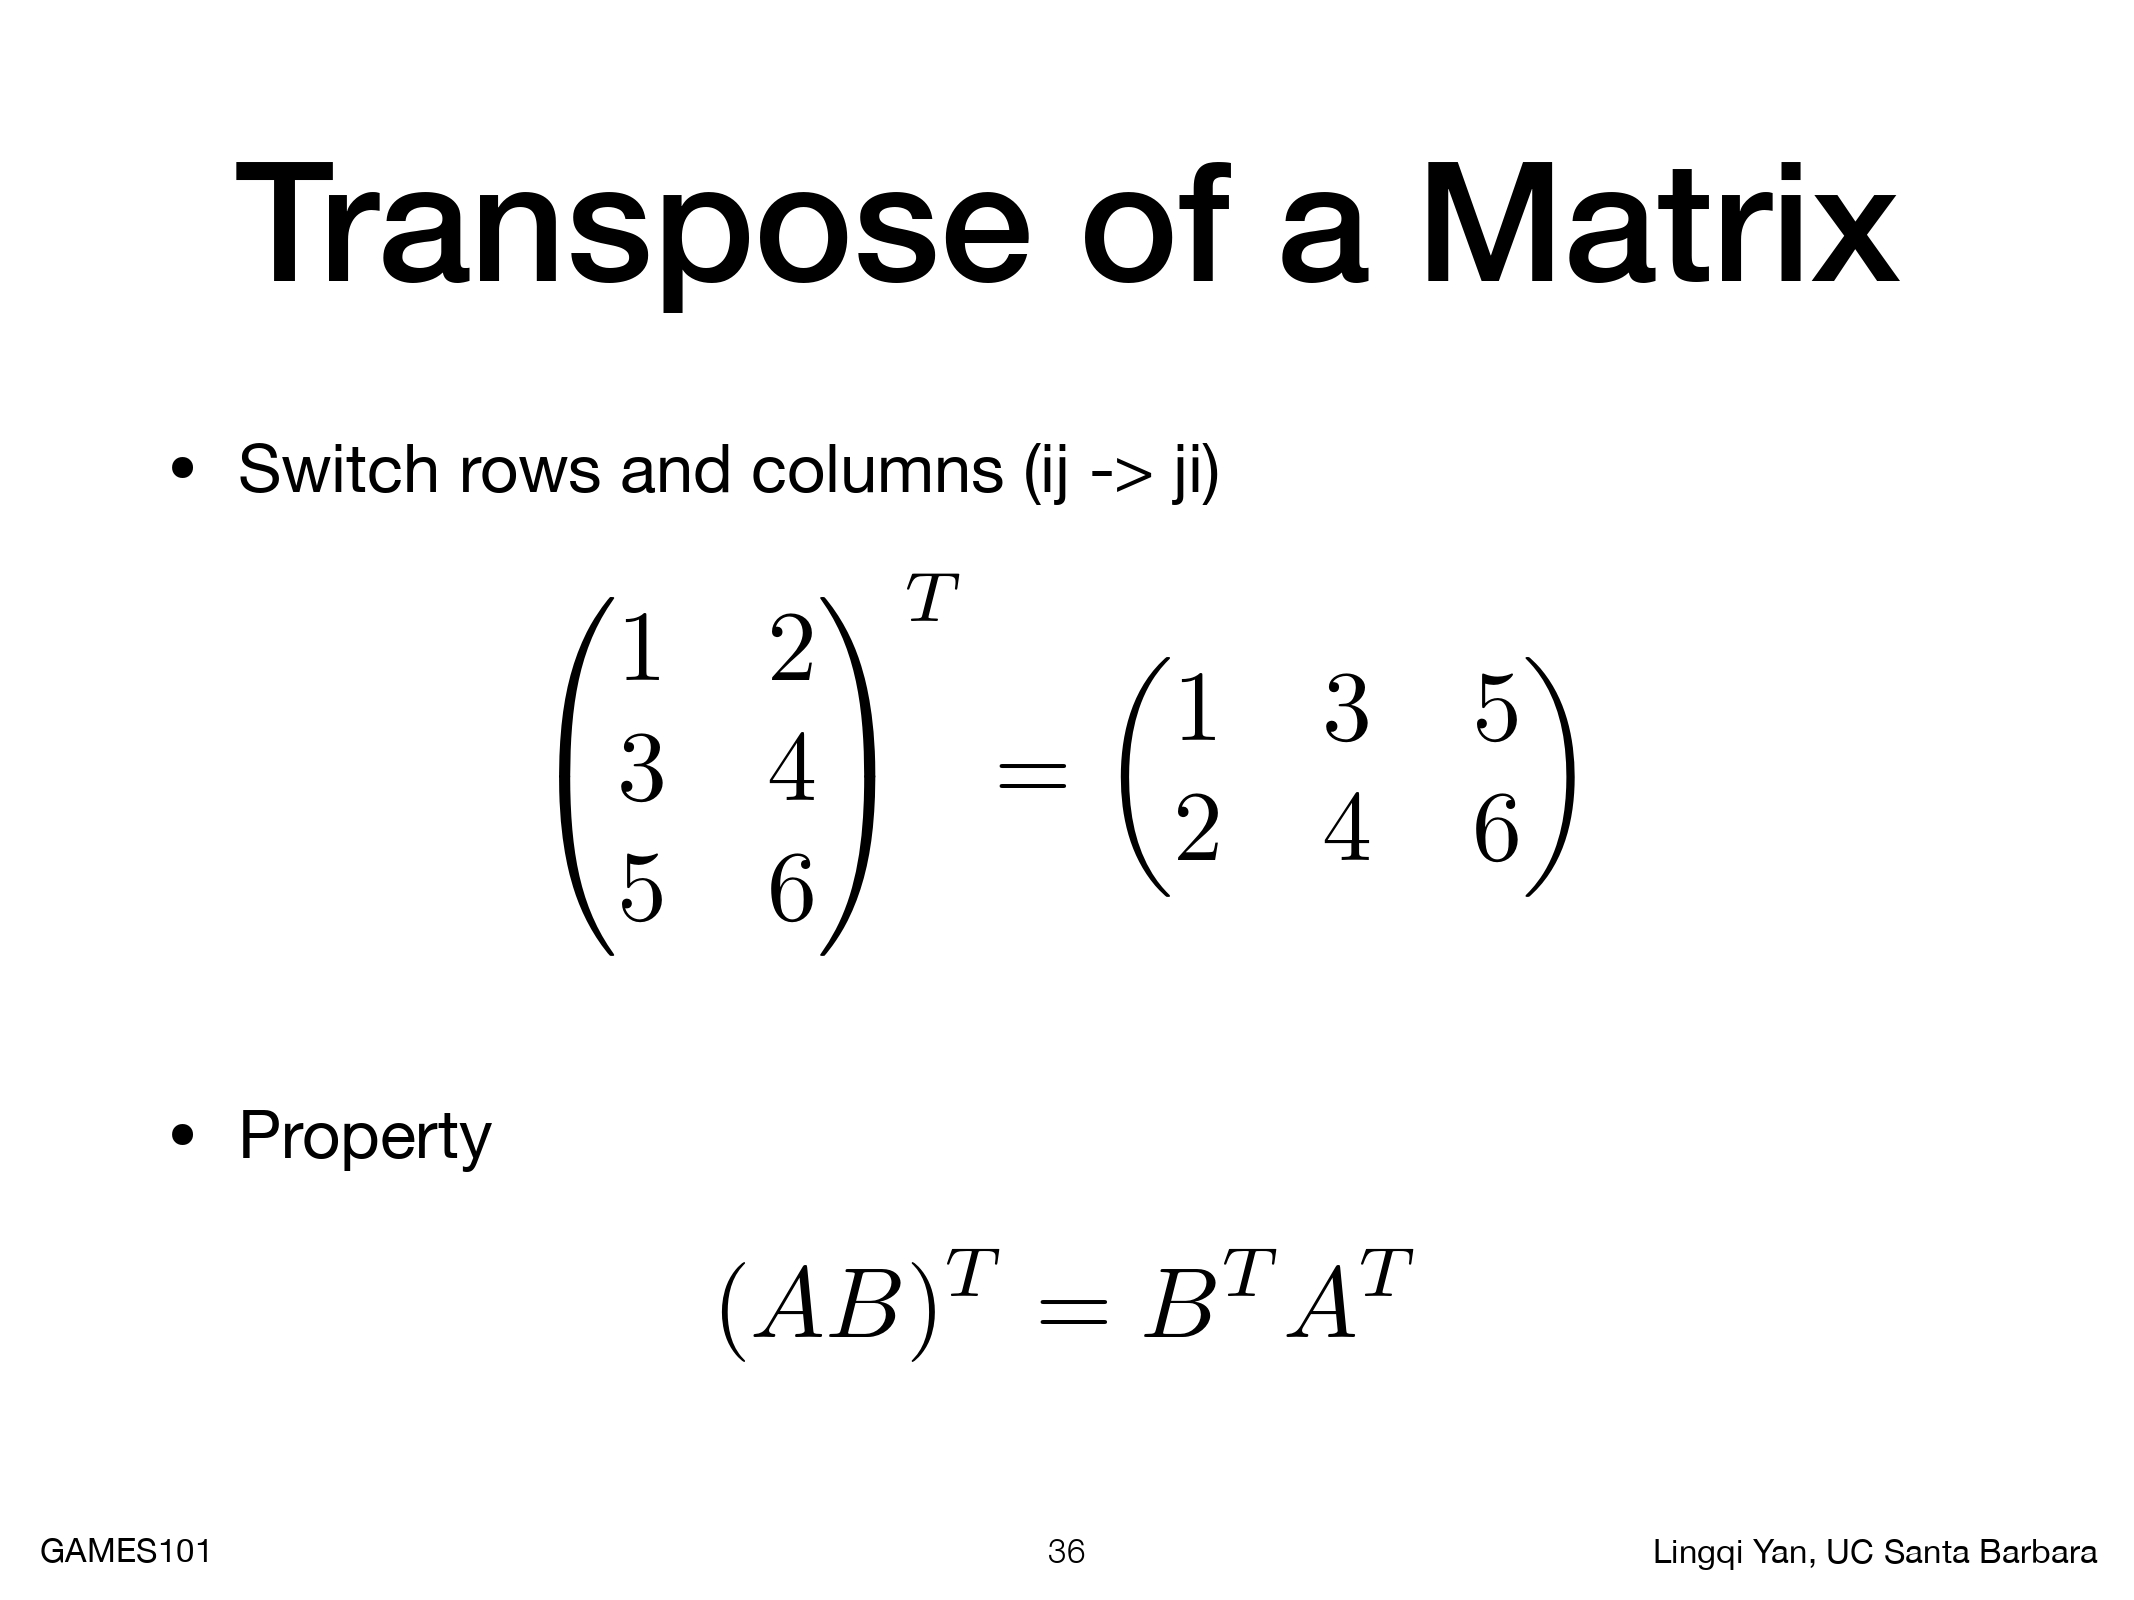 Transpose of a Matrix
• Switch rows and columns (ij -> ji)
$\begin{pmatrix} 1 & 2 \\ 3 & 4 \\ 5 & 6 \end{pmatrix}^T = \begin{pmatrix} 1 & 3 & 5 \\ 2 & 4 & 6 \end{pmatrix}$
• Property
$(AB)^T = B^T A^T$
GAMES101 36 Lingqi Yan, UC Santa Barbara